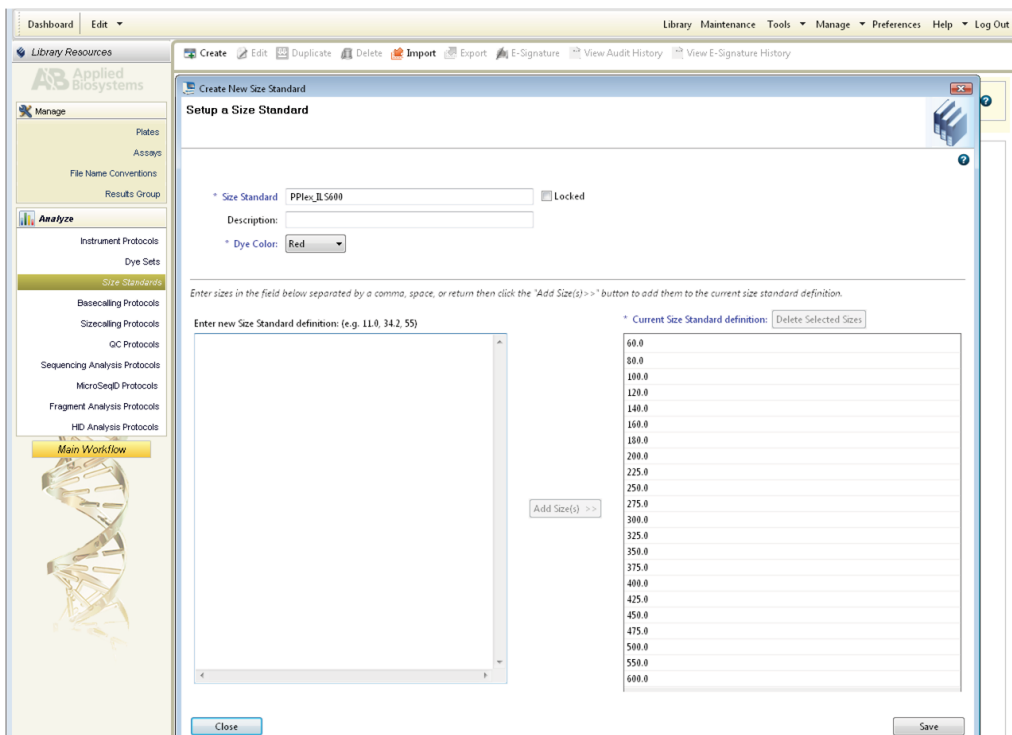 Dashboard Edit Library Maintenance Tools Manage Preferences Help Log Out
Library Resources
Create Edit Duplicate Delete Import Export E-Signature View Audit History View E-Signature History
AB Applied
Biosystems
Manage
Plates
Assays
File Name Conventions
Results Group
Analyze
Instrument Protocols
Dye Sets
Size Standards
Basecalling Protocols
Sizecalling Protocols
QC Protocols
Sequencing Analysis Protocols
MicroSeqID Protocols
Fragment Analysis Protocols
HID Analysis Protocols
Main Workflow
Create New Size Standard
Setup a Size Standard
* Size Standard PPlex_ILS600 Locked
Description:
* Dye Color: Red
Enter sizes in the field below separated by a comma, space, or return then click the "Add Size(s)>>" button to add them to the current size standard definition.
Enter new Size Standard definition: (e.g. 11.0, 34.2, 55)
* Current Size Standard definition: Delete Selected Sizes
60.0
80.0
100.0
120.0
140.0
160.0
180.0
200.0
225.0
250.0
275.0
300.0
325.0
350.0
375.0
400.0
425.0
450.0
475.0
500.0
550.0
600.0
Add Size(s) >>
Close
Save